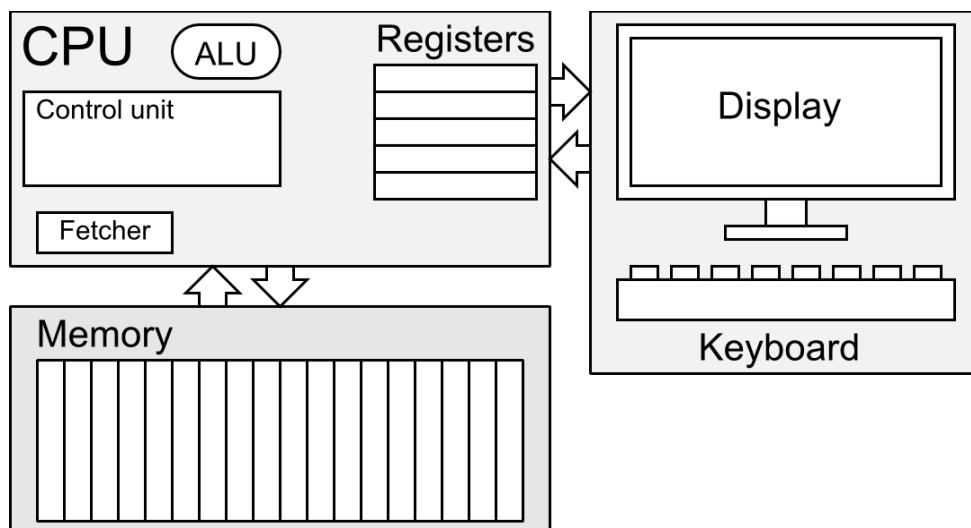 CPU
ALU
Registers
Control unit
Fetcher
Display
Keyboard
Memory